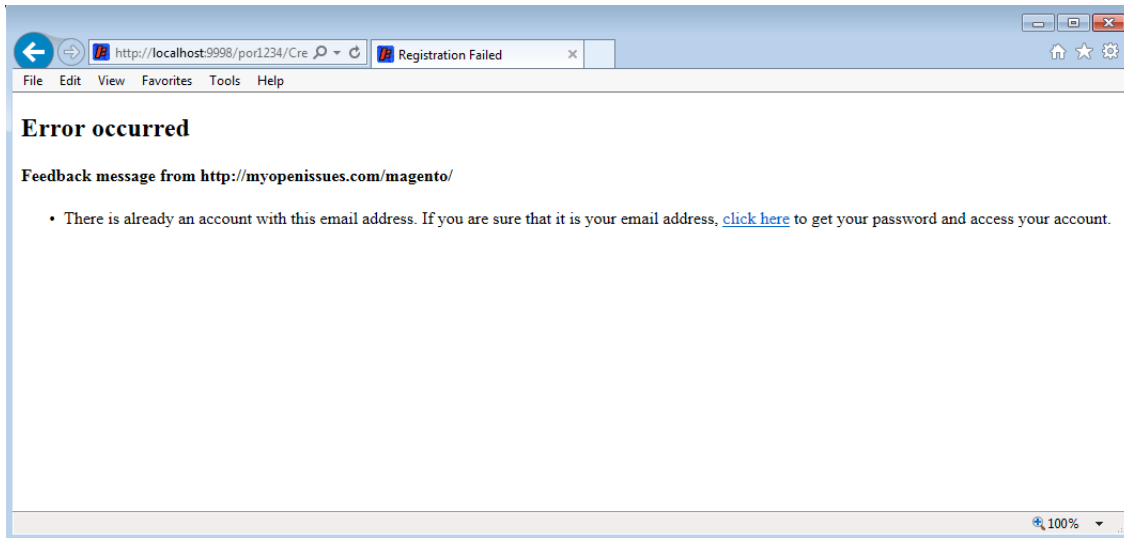 http://localhost:9998/por1234/Cre
Registration Failed
File Edit View Favorites Tools Help
Error occurred
Feedback message from http://myopenissues.com/magento/
• There is already an account with this email address. If you are sure that it is your email address, click here to get your password and access your account.
100%